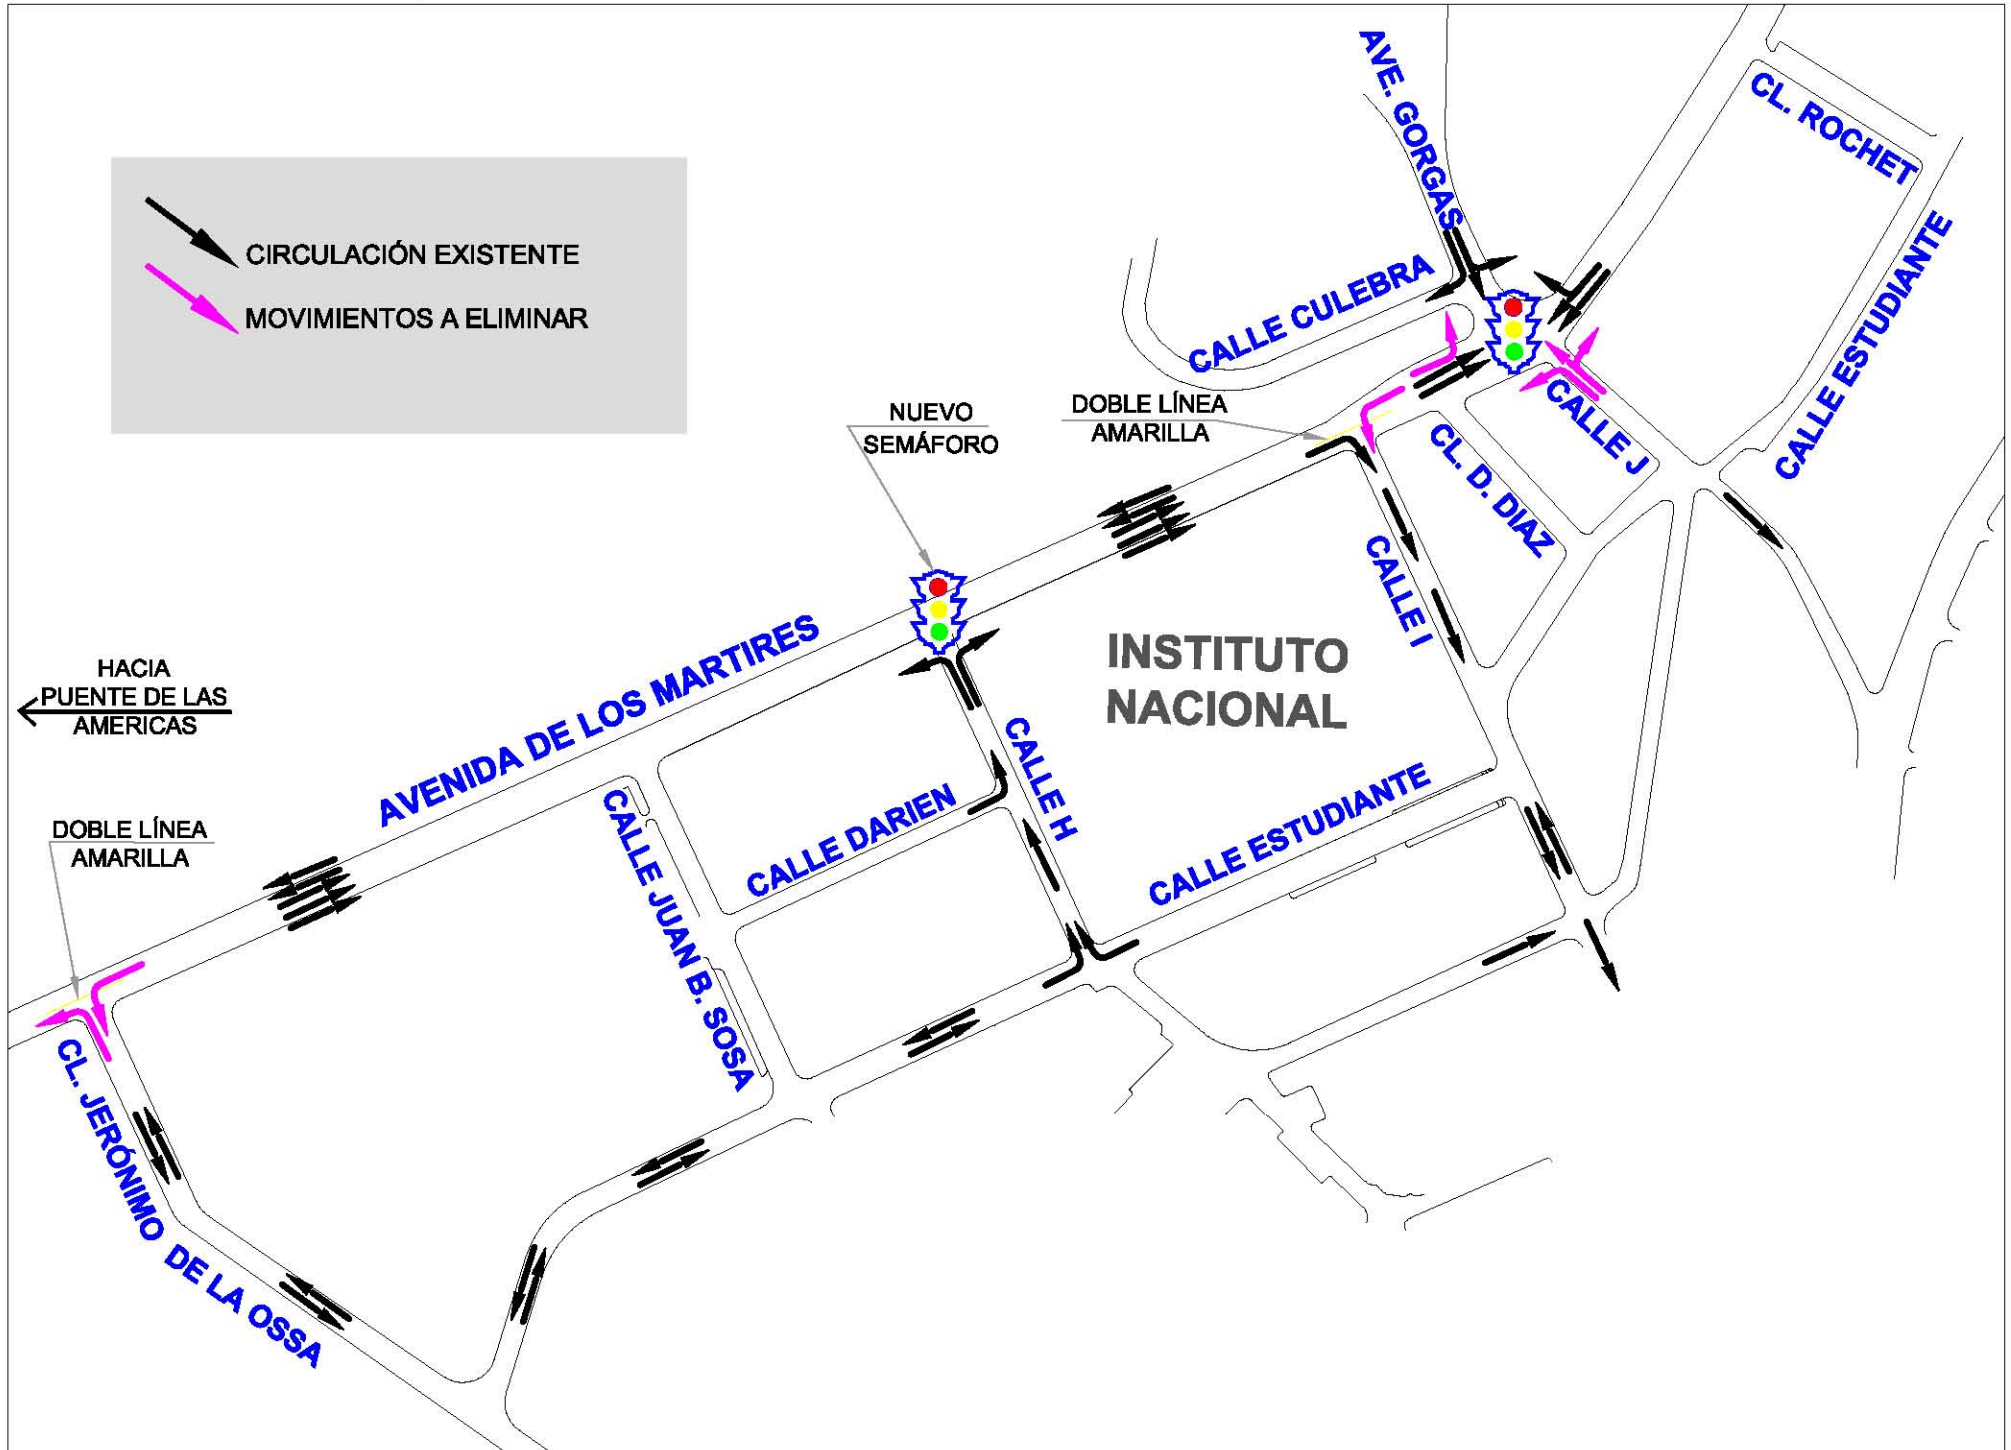 AVE. GORGAS
CL. ROCHET
CIRCULACIÓN EXISTENTE
MOVIMIENTOS A ELIMINAR
CALLE CULEBRA
CALLE ESTUDIANTE
NUEVO
SEMÁFORO
DOBLE LÍNEA
AMARILLA
CALLE J
CL. D. DIAZ
CALLE I
INSTITUTO
NACIONAL
HACIA
PUENTE DE LAS
AMERICAS
AVENIDA DE LOS MARTIRES
CALLE H
DOBLE LÍNEA
AMARILLA
CALLE JUAN B. SOSA
CALLE DARIEN
CALLE ESTUDIANTE
CL. JERÓNIMO DE LA OSSA